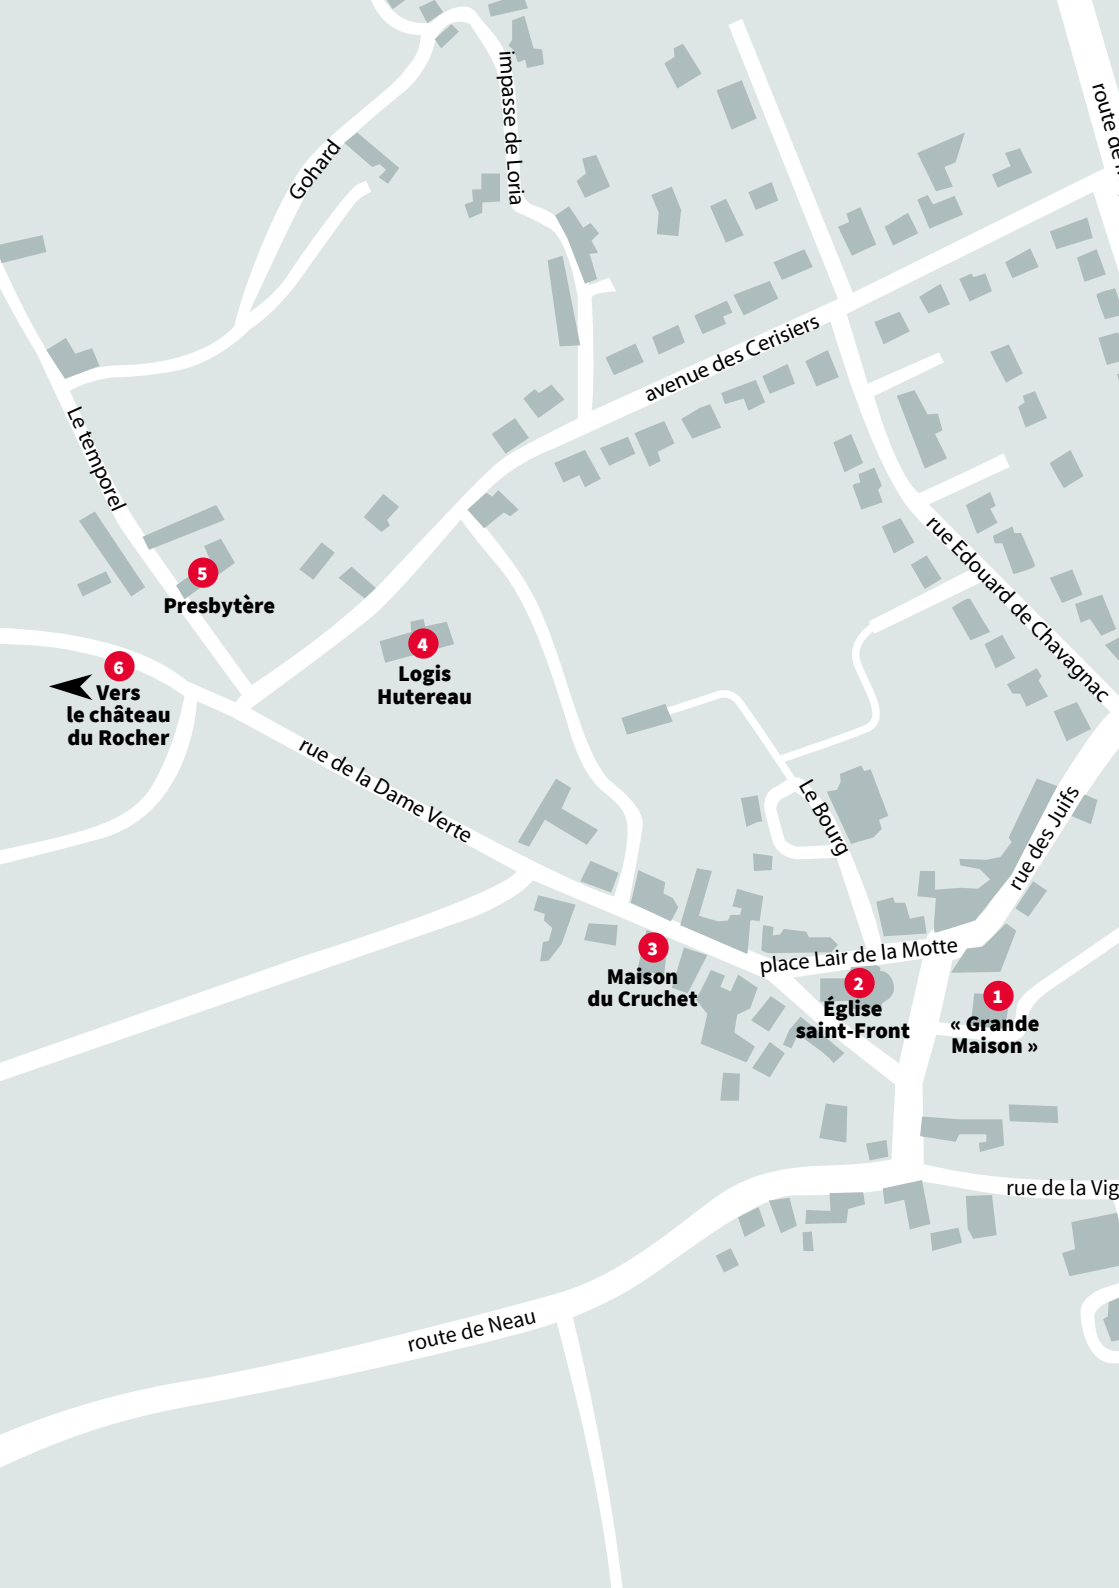 impasse de Loria
route de
Gohard
avenue des Cerisiers
Le temporel
rue Edouard de Chavagnac
5
Presbytère
4
Logis
Hutereau
6
Vers
le château
du Rocher
rue de la Dame Verte
Le Bourg
rue des Juifs
3
Maison
du Cruchet
place Lair de la Motte
2
Église
saint-Front
1
« Grande
Maison »
rue de la Vig
route de Neau